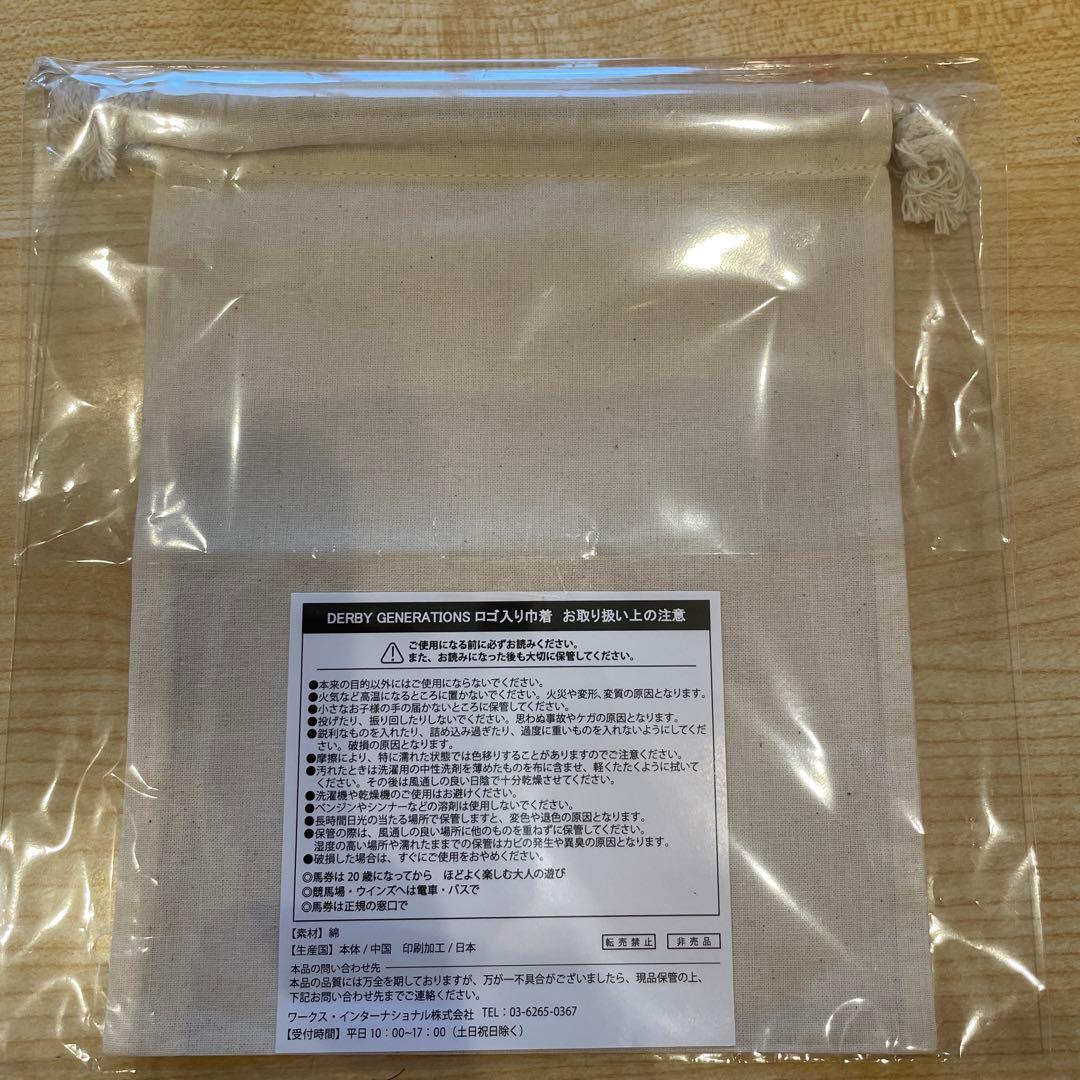 DERBY GENERATIONS ロゴ入り巾着　お取り扱い上の注意
ご使用になる前に必ずお読みください。
また、お読みになった後も大切に保管してください。
●本来の目的以外にはご使用にならないでください。
●火気など高温になるところに置かないでください。火災や変形、変質の原因となります。
●小さなお子様の手の届かないところに保管してください。
●投げたり、振り回したりしないでください。思わぬ事故やケガの原因となります。
●鋭利なものを入れたり、詰め込み過ぎたり、過度に重いものを入れないようにしてくだ
さい。破損の原因となります。
●摩擦により、特に濡れた状態では色移りすることがありますのでご注意ください。
●汚れたときは洗濯用の中性洗剤を薄めたものを布に含ませ、軽くたたくように拭いて
ください。その後は風通しの良い日陰で十分乾燥させてください。
●洗濯機や乾燥機のご使用はお避けください。
●ベンジンやシンナーなどの溶剤は使用しないでください。
●長時間日光の当たる場所で保管しますと、変色や退色の原因となります。
●保管の際は、風通しの良い場所に他のものを重ねずに保管してください。
湿度の高い場所や濡れたままでの保管はカビの発生や異臭の原因となります。
●破損した場合は、すぐにご使用をおやめください。
◎馬券は20歳になってから　ほどよく楽しむ大人の遊び
◎競馬場・ウインズへは電車・バスで
◎馬券は正規の窓口で
【素材】綿
【生産国】本体/中国　印刷加工/日本
転売禁止　非売品
本品の問い合わせ先
本品の品質には万全を期しておりますが、万が一不具合がございましたら、現品保管の上、
下記お問い合わせ先までご連絡ください。
ワークス・インターナショナル株式会社　TEL：03-6265-0367
【受付時間】平日10：00~17：00（土日祝日除く）